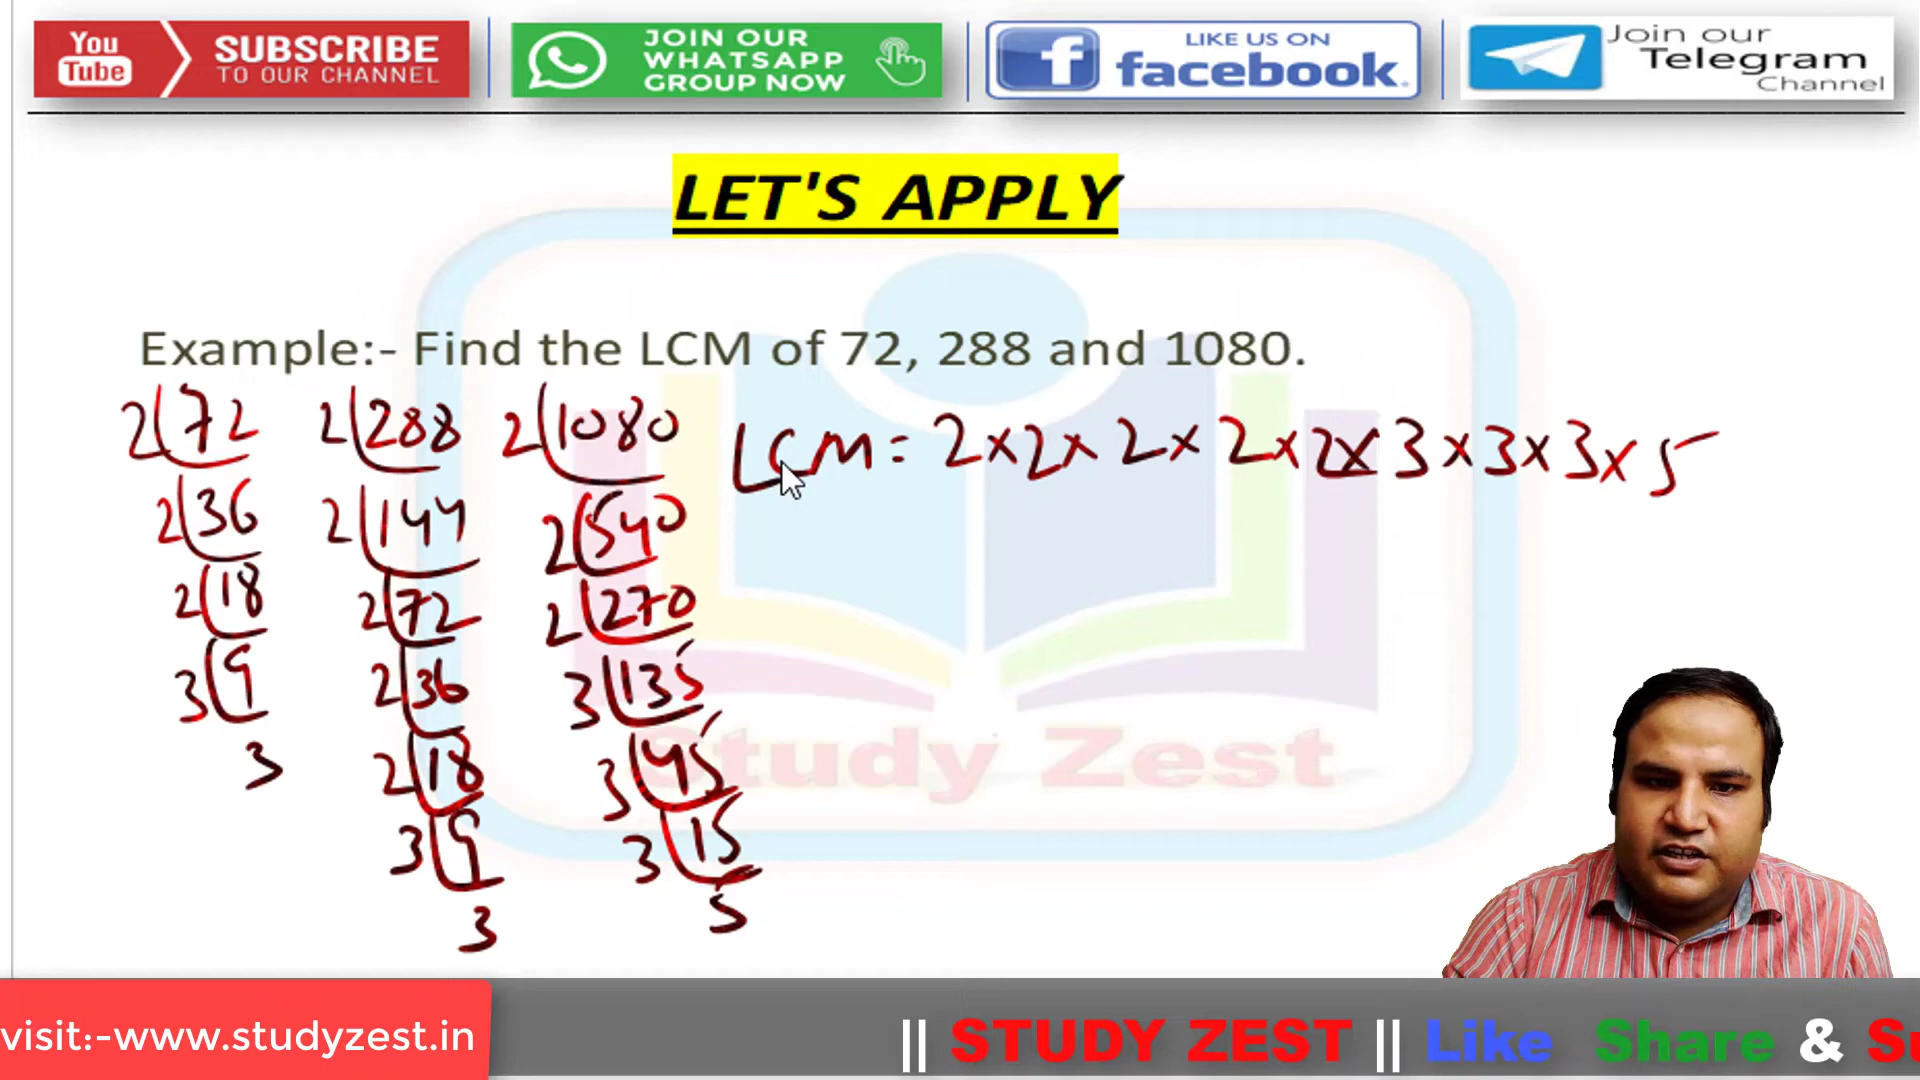 You Tube SUBSCRIBE TO OUR CHANNEL
JOIN OUR WHATSAPP GROUP NOW
LIKE US ON facebook.
Join our Telegram Channel
LET'S APPLY
Example:- Find the LCM of 72, 288 and 1080.
2 72 2 288 2 1080 LCM = 2 × 2 × 2 × 2 × 2 × 3 × 3 × 3 × 5
2 36 2 144 2 540
2 18 2 72 2 270
3 9 2 36 3 135
3 2 18 3 45
3 9 3 15
3 5
Study Zest
visit:-www.studyzest.in
|| STUDY ZEST || Like Share & Su